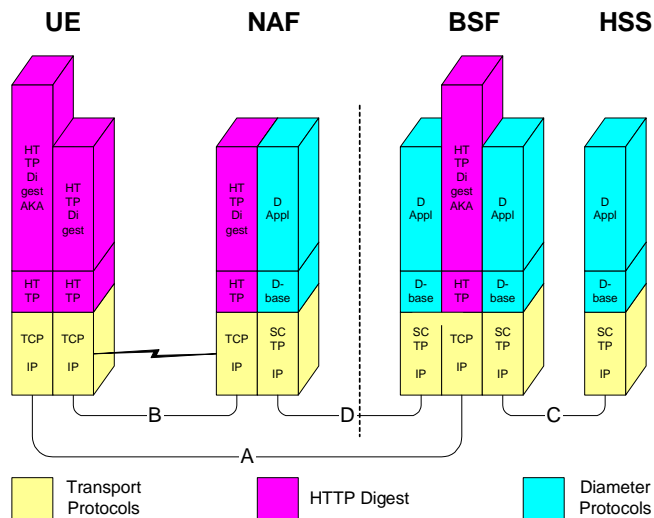 UE NAF BSF HSS
HT
TP
Di
gest
AKA
HT
TP
Di
gest
HT
TP
HT
TP
TCP
IP
TCP
IP
HT
TP
Di
gest
D
Appl
HT
TP
D-
base
TCP
IP
SC
TP
IP
D
Appl
HT
TP
Di
gest
AKA
D
Appl
D-
base
HT
TP
D-
base
SC
TP
IP
TCP
IP
SC
TP
IP
D
Appl
D-
base
SC
TP
IP
B
D
C
A
Transport
Protocols
HTTP Digest
Diameter
Protocols